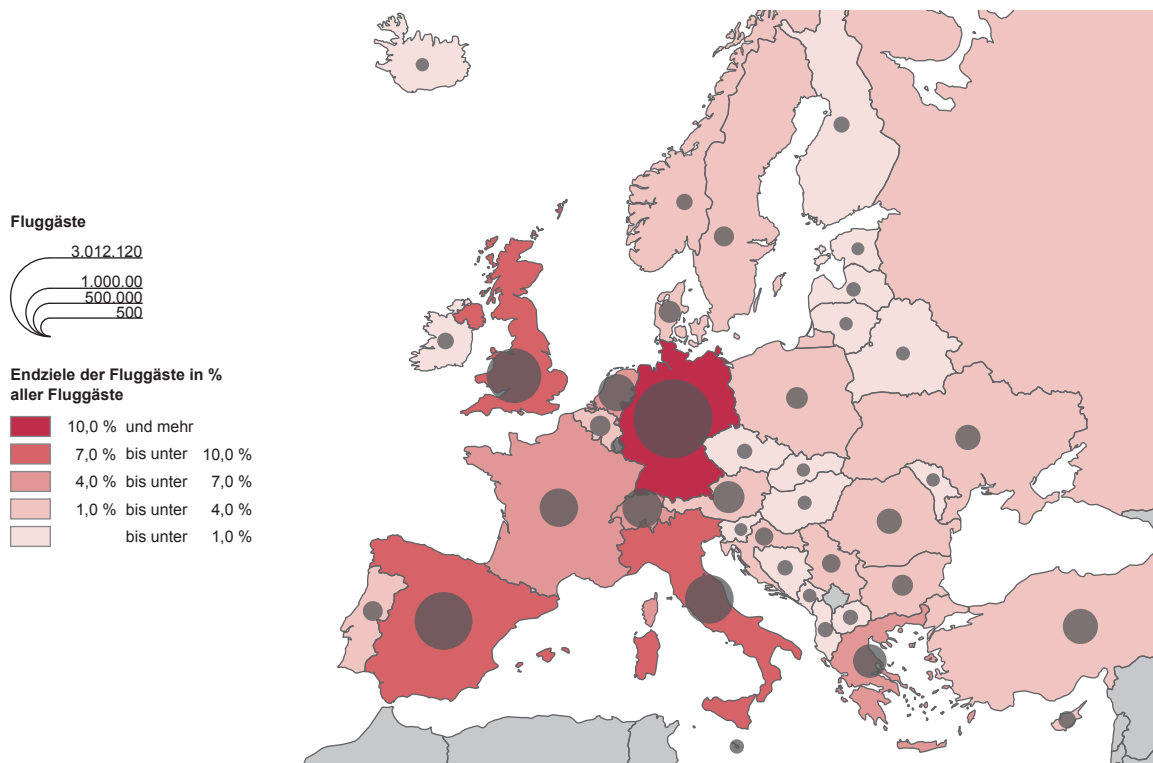 Fluggäste
3.012.120
1.000.00
500.000
500
Endziele der Fluggäste in %
aller Fluggäste
10,0 % und mehr
7,0 % bis unter 10,0 %
4,0 % bis unter 7,0 %
1,0 % bis unter 4,0 %
bis unter 1,0 %